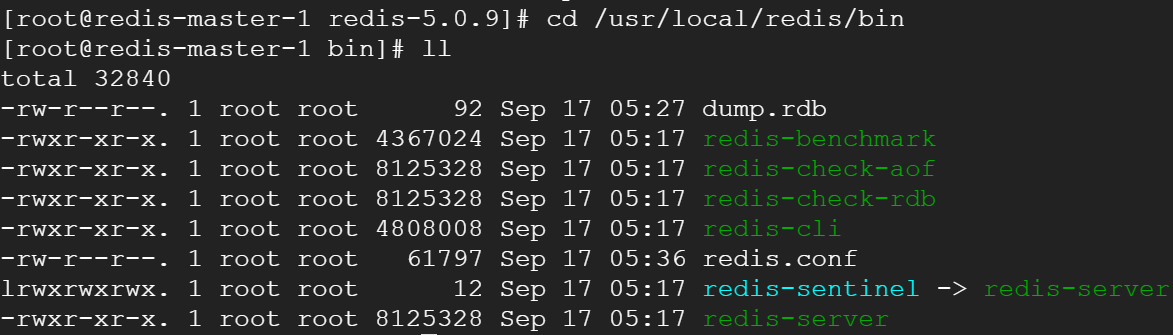 [root@redis-master-1 redis-5.0.9]# cd /usr/local/redis/bin
[root@redis-master-1 bin]# ll
total 32840
-rw-r--r--. 1 root root      92 Sep 17 05:27 dump.rdb
-rwxr-xr-x. 1 root root 4367024 Sep 17 05:17 redis-benchmark
-rwxr-xr-x. 1 root root 8125328 Sep 17 05:17 redis-check-aof
-rwxr-xr-x. 1 root root 8125328 Sep 17 05:17 redis-check-rdb
-rwxr-xr-x. 1 root root 4808008 Sep 17 05:17 redis-cli
-rw-r--r--. 1 root root   61797 Sep 17 05:36 redis.conf
lrwxrwxrwx. 1 root root      12 Sep 17 05:17 redis-sentinel -> redis-server
-rwxr-xr-x. 1 root root 8125328 Sep 17 05:17 redis-server